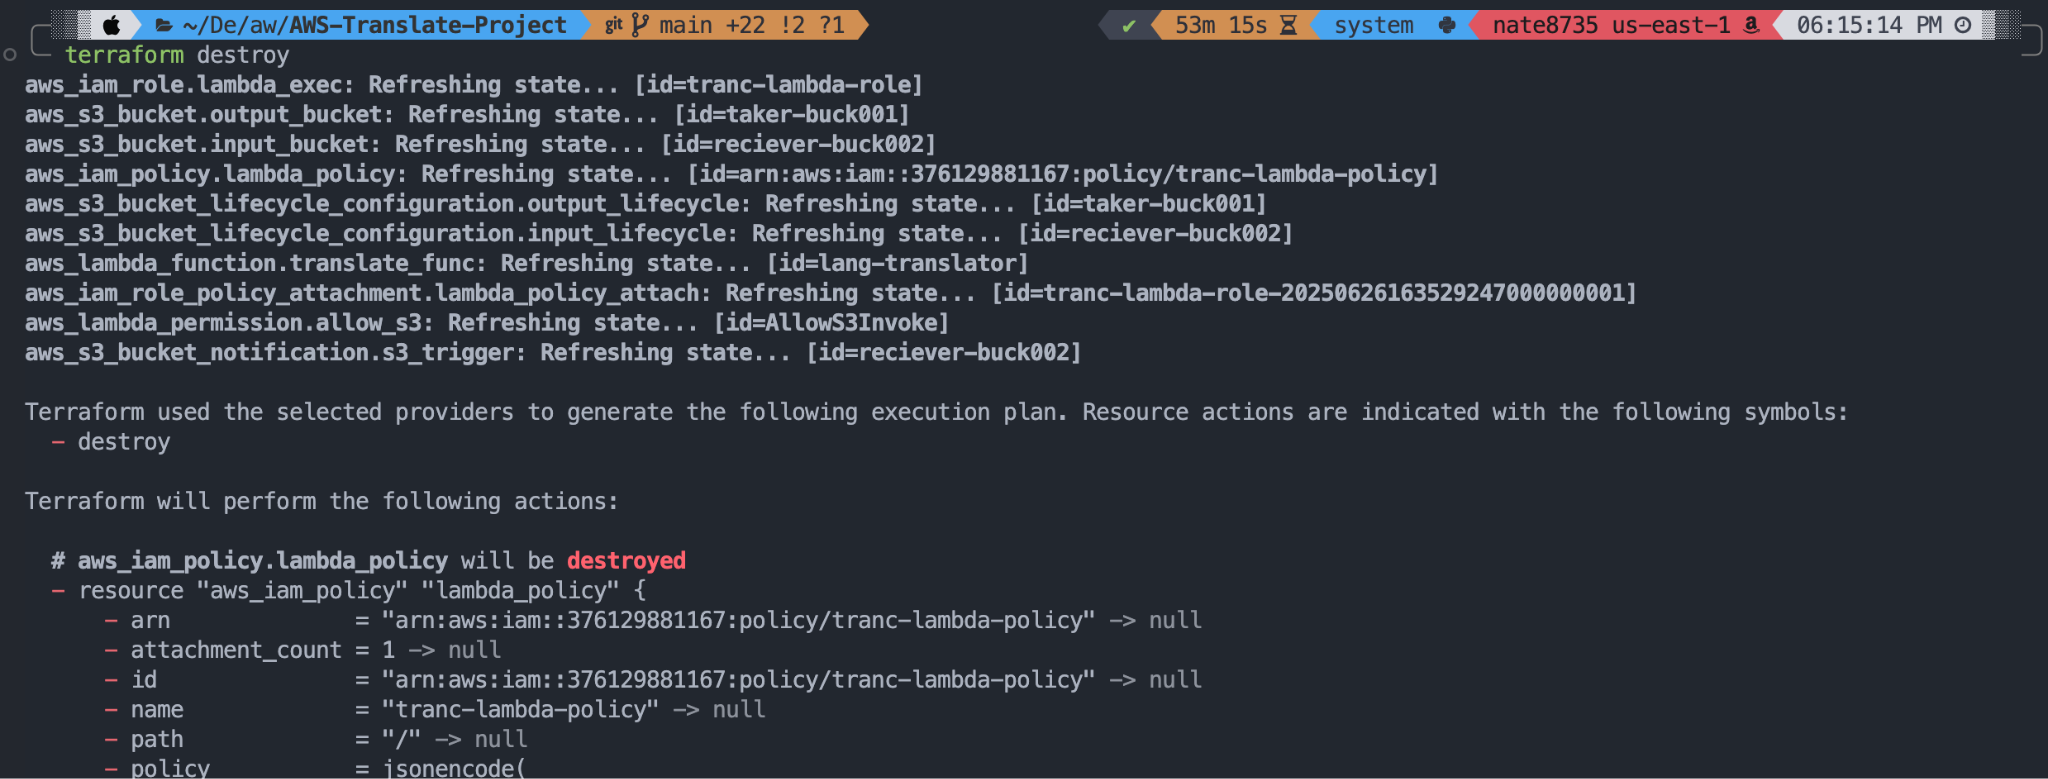 ~/De/aw/AWS-Translate-Project git main +22 !2 ?1 ✔ 53m 15s system nate8735 us-east-1 06:15:14 PM
terraform destroy
aws_iam_role.lambda_exec: Refreshing state... [id=tranc-lambda-role]
aws_s3_bucket.output_bucket: Refreshing state... [id=taker-buck001]
aws_s3_bucket.input_bucket: Refreshing state... [id=reciever-buck002]
aws_iam_policy.lambda_policy: Refreshing state... [id=arn:aws:iam::376129881167:policy/tranc-lambda-policy]
aws_s3_bucket_lifecycle_configuration.output_lifecycle: Refreshing state... [id=taker-buck001]
aws_s3_bucket_lifecycle_configuration.input_lifecycle: Refreshing state... [id=reciever-buck002]
aws_lambda_function.translate_func: Refreshing state... [id=lang-translator]
aws_iam_role_policy_attachment.lambda_policy_attach: Refreshing state... [id=tranc-lambda-role-20250626163529247000000001]
aws_lambda_permission.allow_s3: Refreshing state... [id=AllowS3Invoke]
aws_s3_bucket_notification.s3_trigger: Refreshing state... [id=reciever-buck002]
Terraform used the selected providers to generate the following execution plan. Resource actions are indicated with the following symbols:
- destroy
Terraform will perform the following actions:
# aws_iam_policy.lambda_policy will be destroyed
- resource "aws_iam_policy" "lambda_policy" {
- arn = "arn:aws:iam::376129881167:policy/tranc-lambda-policy" -> null
- attachment_count = 1 -> null
- id = "arn:aws:iam::376129881167:policy/tranc-lambda-policy" -> null
- name = "tranc-lambda-policy" -> null
- path = "/" -> null
- policy = jsonencode(